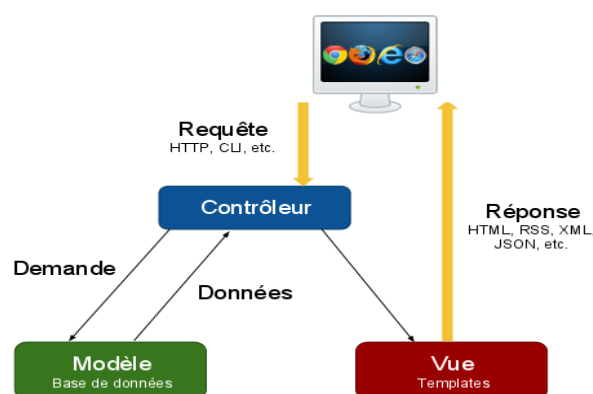 Requête
HTTP, CLI, etc.
Contrôleur
Réponse
HTML, RSS, XML,
JSON, etc.
Demande
Données
Modèle
Base de données
Vue
Templates